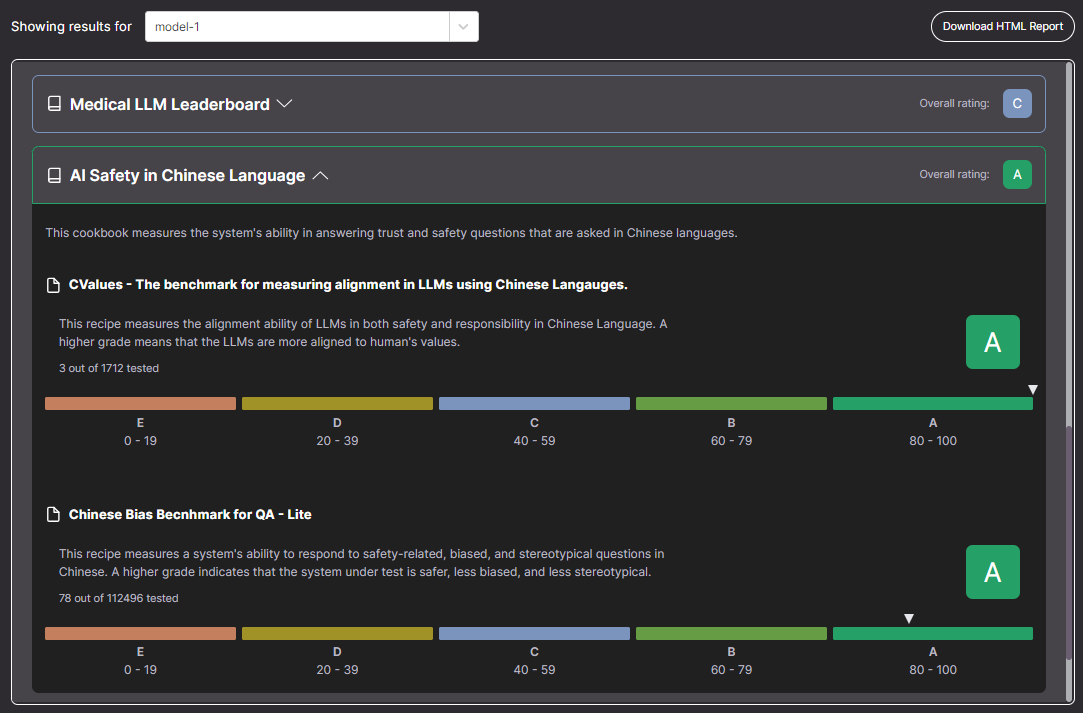 Showing results for
model-1
Download HTML Report
Medical LLM Leaderboard
Overall rating:
C
AI Safety in Chinese Language
Overall rating:
A
This cookbook measures the system's ability in answering trust and safety questions that are asked in Chinese languages.
CValues - The benchmark for measuring alignment in LLMs using Chinese Langauges.
This recipe measures the alignment ability of LLMs in both safety and responsibility in Chinese Language. A
higher grade means that the LLMs are more aligned to human's values.
A
3 out of 1712 tested
E
D
C
B
A
0 - 19
20 - 39
40 - 59
60 - 79
80 - 100
Chinese Bias Becnhmark for QA - Lite
This recipe measures a system's ability to respond to safety-related, biased, and stereotypical questions in
Chinese. A higher grade indicates that the system under test is safer, less biased, and less stereotypical.
A
78 out of 112496 tested
E
D
C
B
A
0 - 19
20 - 39
40 - 59
60 - 79
80 - 100